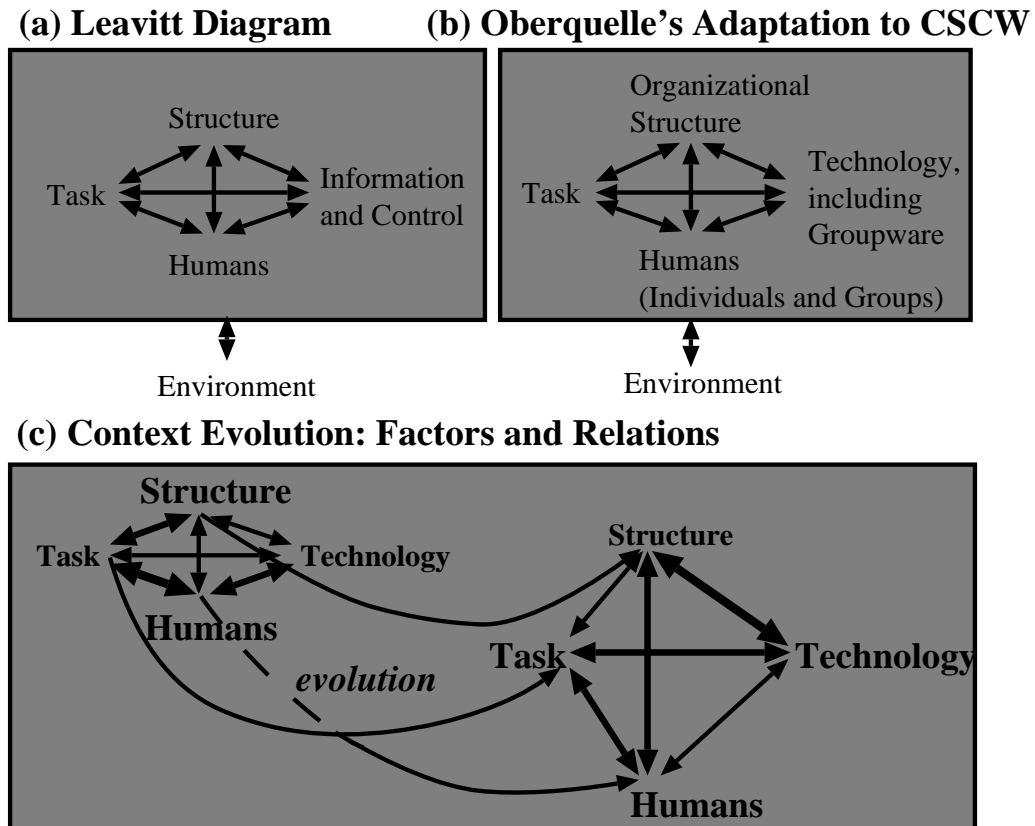 (a) Leavitt Diagram
Structure
Task
Information
and Control
Humans
Environment
(b) Oberquelle's Adaptation to CSCW
Organizational
Structure
Task
Technology,
including
Groupware
Humans
(Individuals and Groups)
Environment
(c) Context Evolution: Factors and Relations
Structure
Task
Technology
Humans
evolution
Structure
Task
Technology
Humans